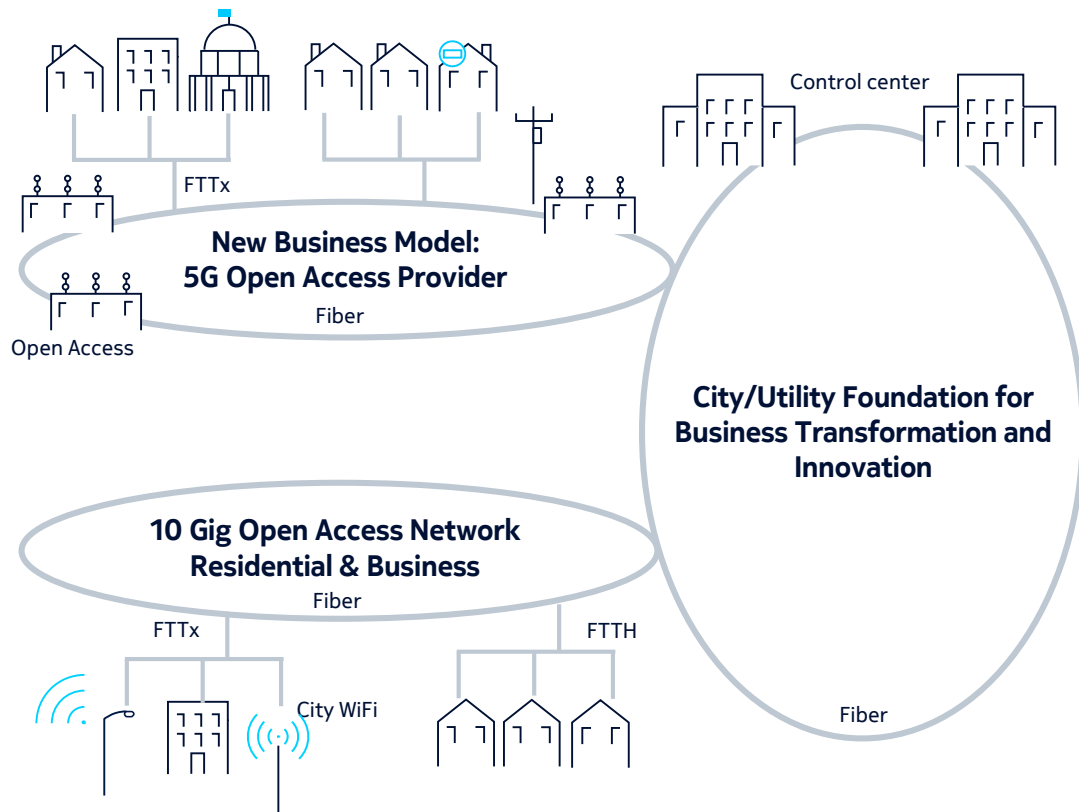 Control center
FTTx
New Business Model:
5G Open Access Provider
Fiber
Open Access
City/Utility Foundation for
Business Transformation and
Innovation
10 Gig Open Access Network
Residential & Business
Fiber
FTTx
FTTH
City WiFi
Fiber